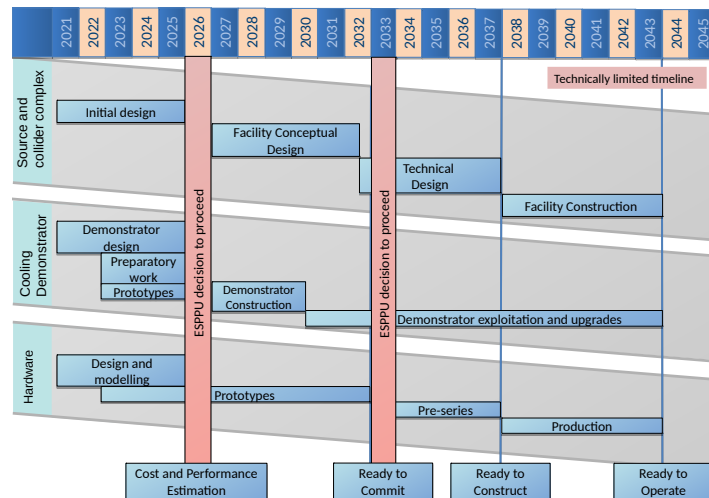 2021 2022 2023 2024 2025 2026 2027 2028 2029 2030 2031 2032 2033 2034 2035 2036 2037 2038 2039 2040 2041 2042 2043 2044 2045
Technically limited timeline
Source and
collider complex
Initial design
Facility Conceptual
Design
Technical
Design
Facility Construction
ESPPU decision to proceed
ESPPU decision to proceed
Cooling
Demonstrator
Demonstrator
design
Preparatory
work
Prototypes
Demonstrator
Construction
Demonstrator exploitation and upgrades
Hardware
Design and
modelling
Prototypes
Pre-series
Production
Cost and Performance
Estimation
Ready to
Commit
Ready to
Construct
Ready to
Operate